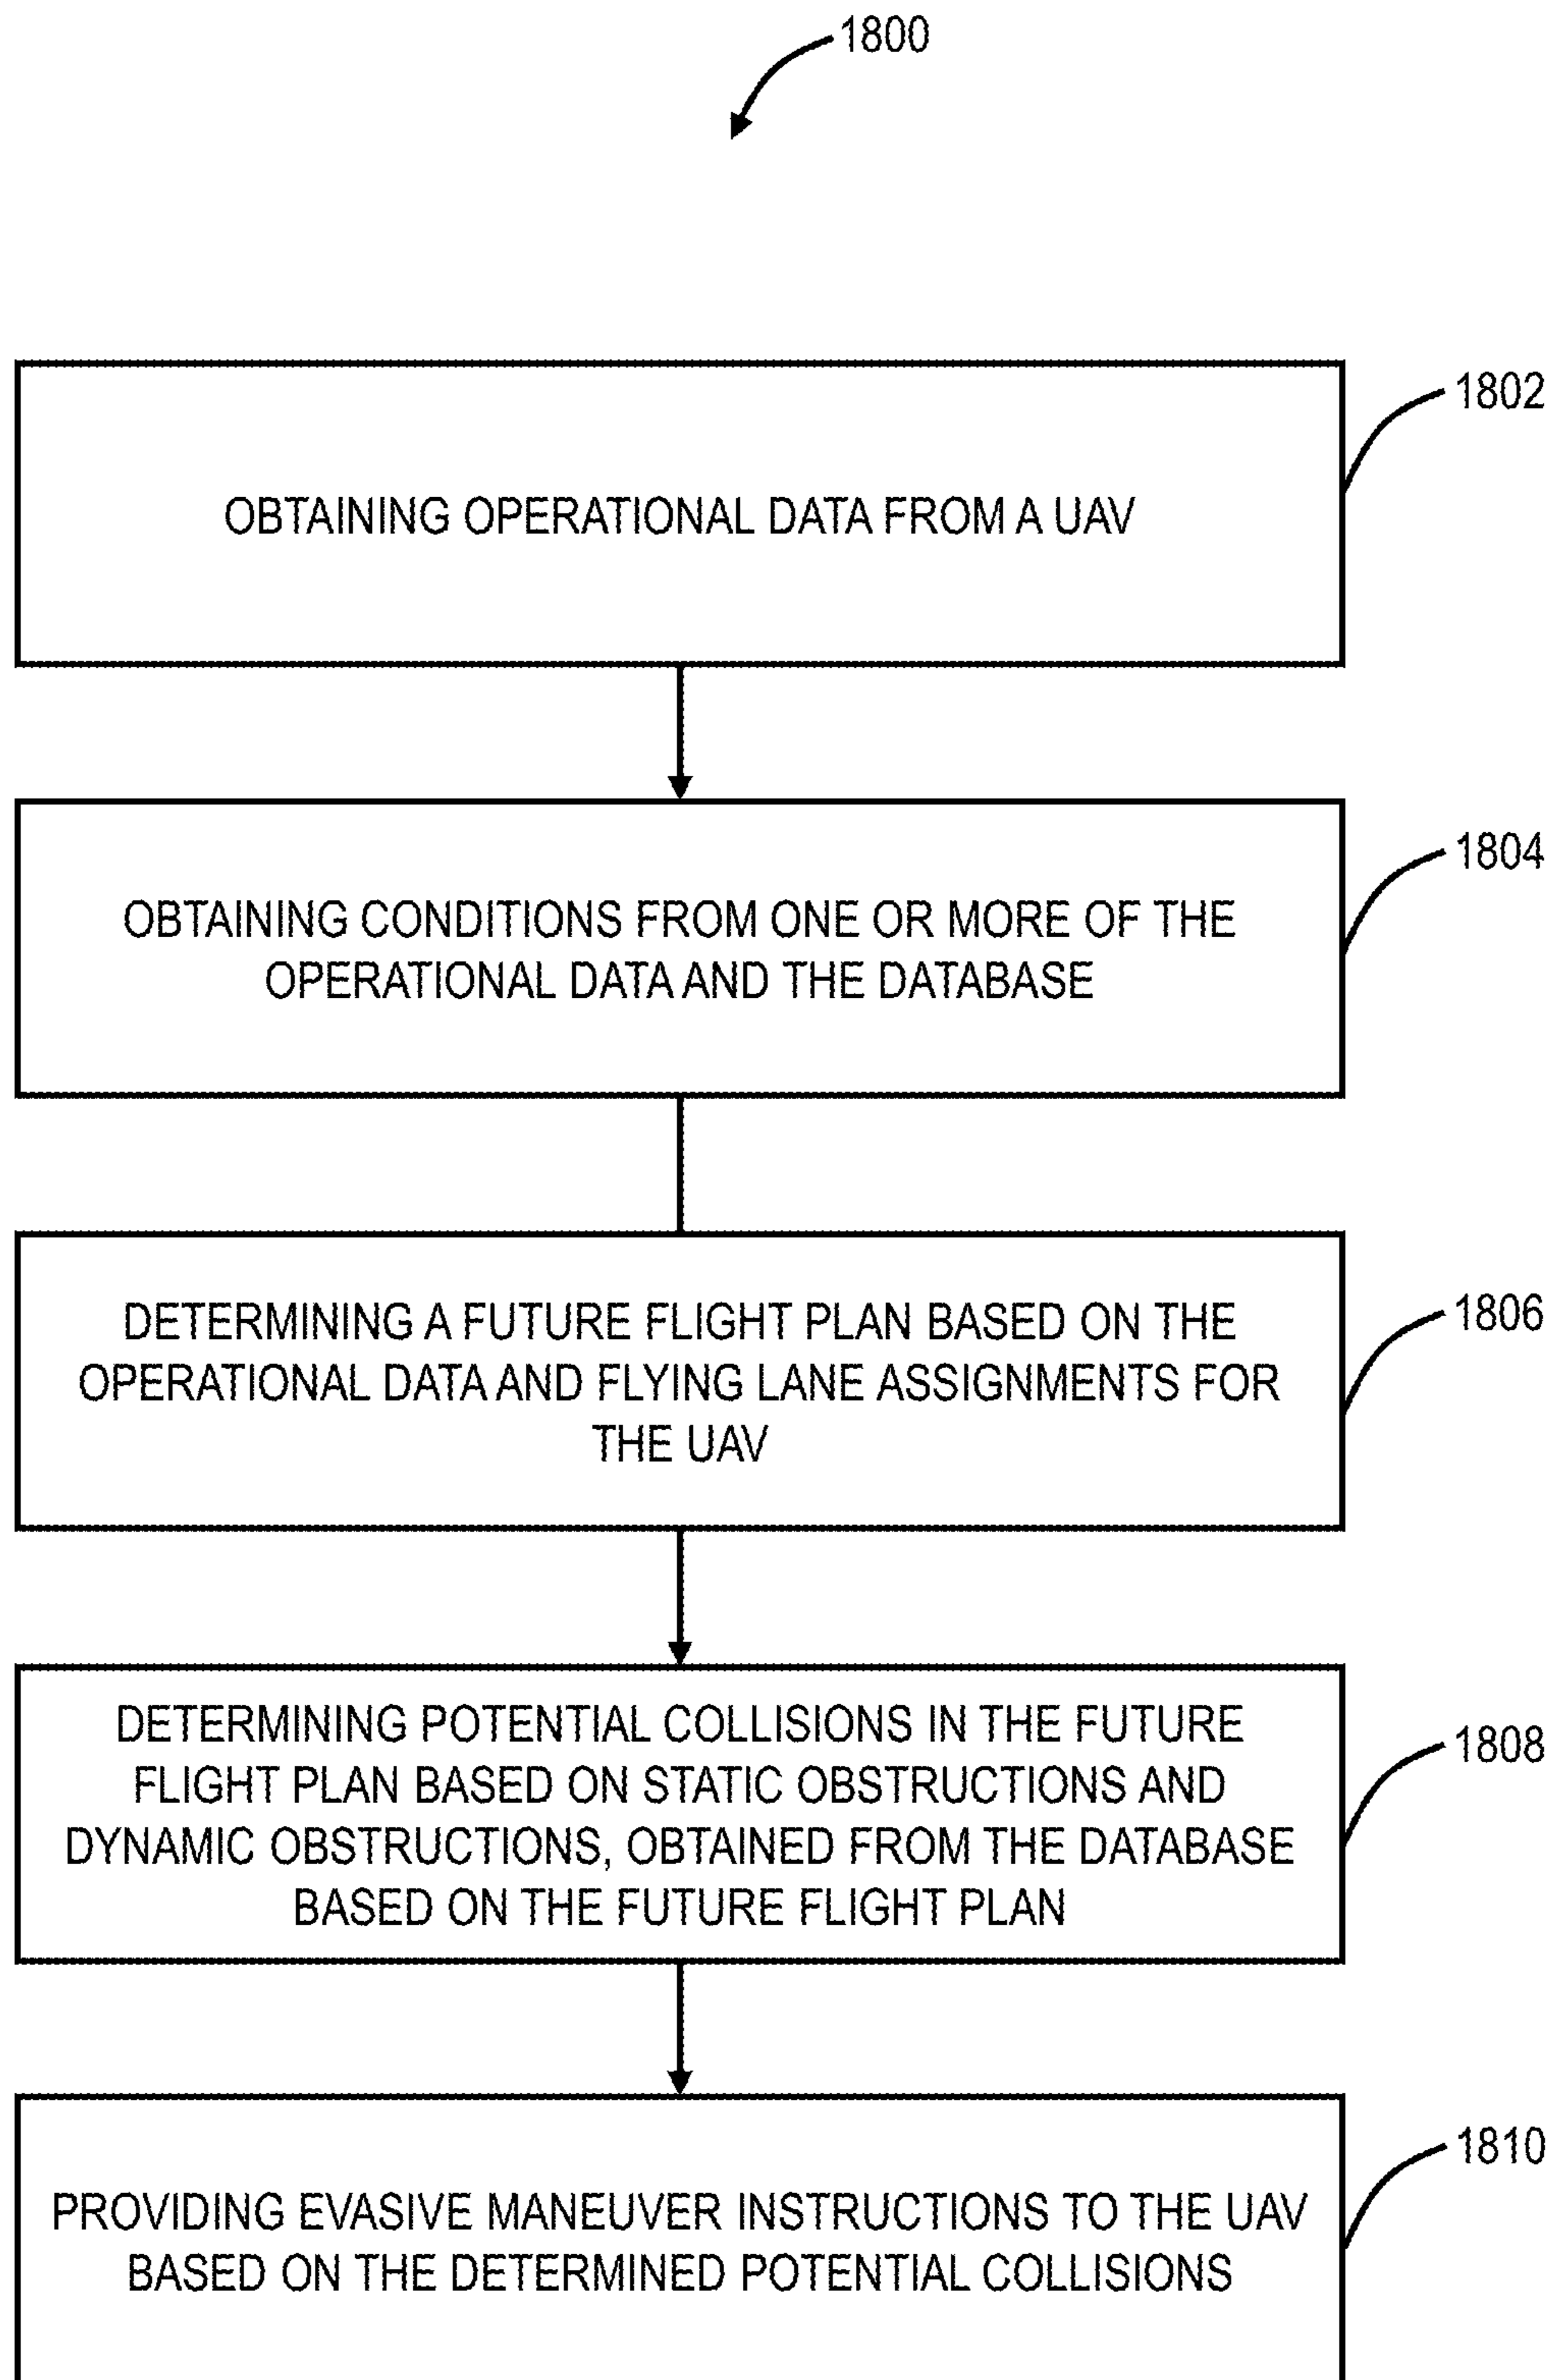 1800
1802
OBTAINING OPERATIONAL DATA FROM A UAV
1804
OBTAINING CONDITIONS FROM ONE OR MORE OF THE
OPERATIONAL DATA AND THE DATABASE
1806
DETERMINING A FUTURE FLIGHT PLAN BASED ON THE
OPERATIONAL DATA AND FLYING LANE ASSIGNMENTS FOR
THE UAV
1808
DETERMINING POTENTIAL COLLISIONS IN THE FUTURE
FLIGHT PLAN BASED ON STATIC OBSTRUCTIONS AND
DYNAMIC OBSTRUCTIONS, OBTAINED FROM THE DATABASE
BASED ON THE FUTURE FLIGHT PLAN
1810
PROVIDING EVASIVE MANEUVER INSTRUCTIONS TO THE UAV
BASED ON THE DETERMINED POTENTIAL COLLISIONS